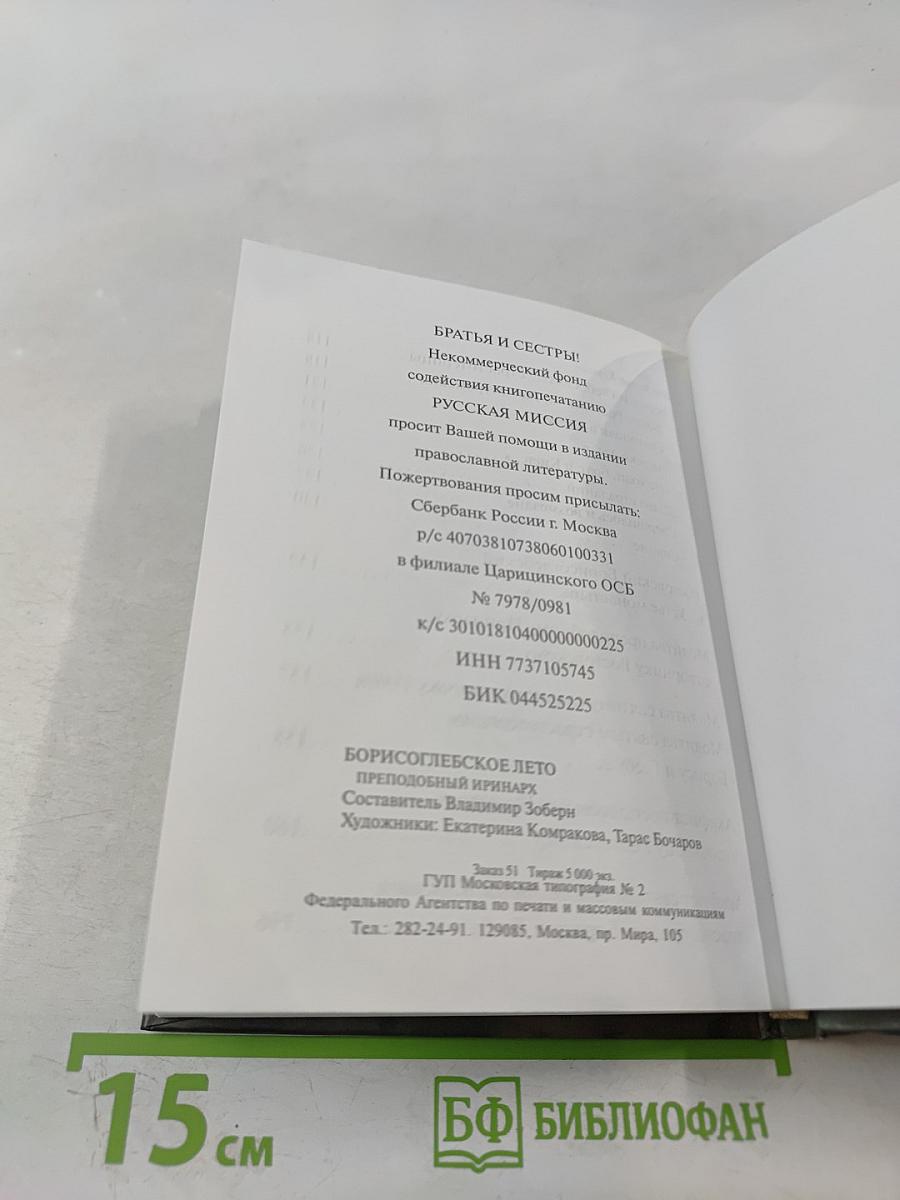 БРАТЬЯ И СЕСТРЫ!
Некоммерческий фонд
содействия книгопечатанию
РУССКАЯ МИССИЯ
просит Вашей помощи в издании
православной литературы.
Пожертвования просим присылать:
Сбербанк России г. Москва
р/с 40703810738060100331
в филиале Царицинского ОСБ
№ 7978/0981
к/с 30101810400000000225
ИНН 7737105745
БИК 044525225
БОРИСОГЛЕБСКОЕ ЛЕТО
ПРЕПОДОБНЫЙ ИРИНАРХ
Составитель Владимир Зоберн
Художники: Екатерина Комракова, Тарас Бочаров
Заказ 51 Тираж 5 000 экз.
ГУП Московская типография № 2
Федерального Агентства по печати и массовым коммуникациям
Тел.: 282-24-91. 129085, Москва, пр. Мира, 105
15 см
БФ БИБЛИОФАН